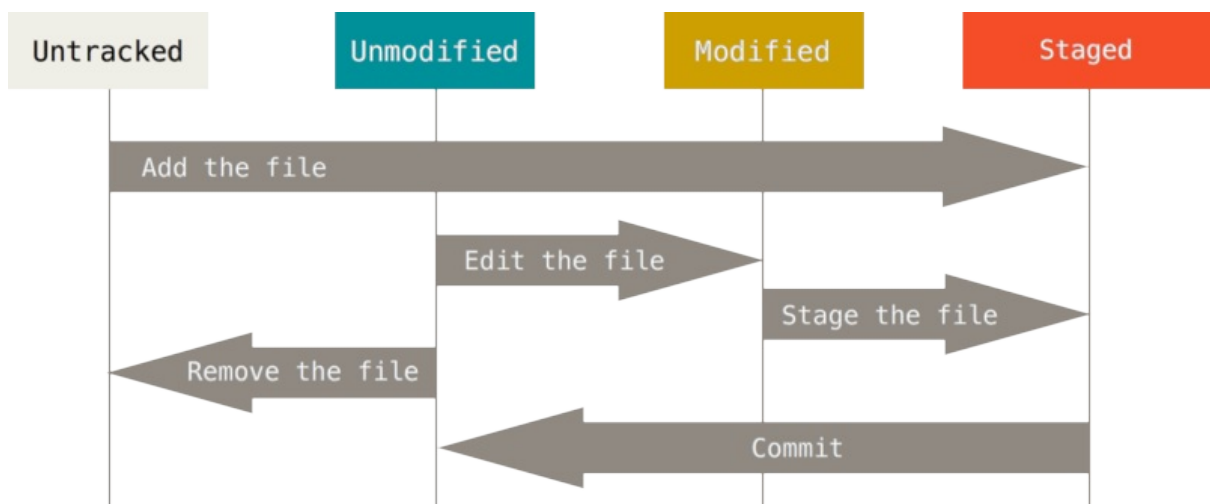 Untracked
Unmodified
Modified
Staged
Add the file
Edit the file
Stage the file
Remove the file
Commit